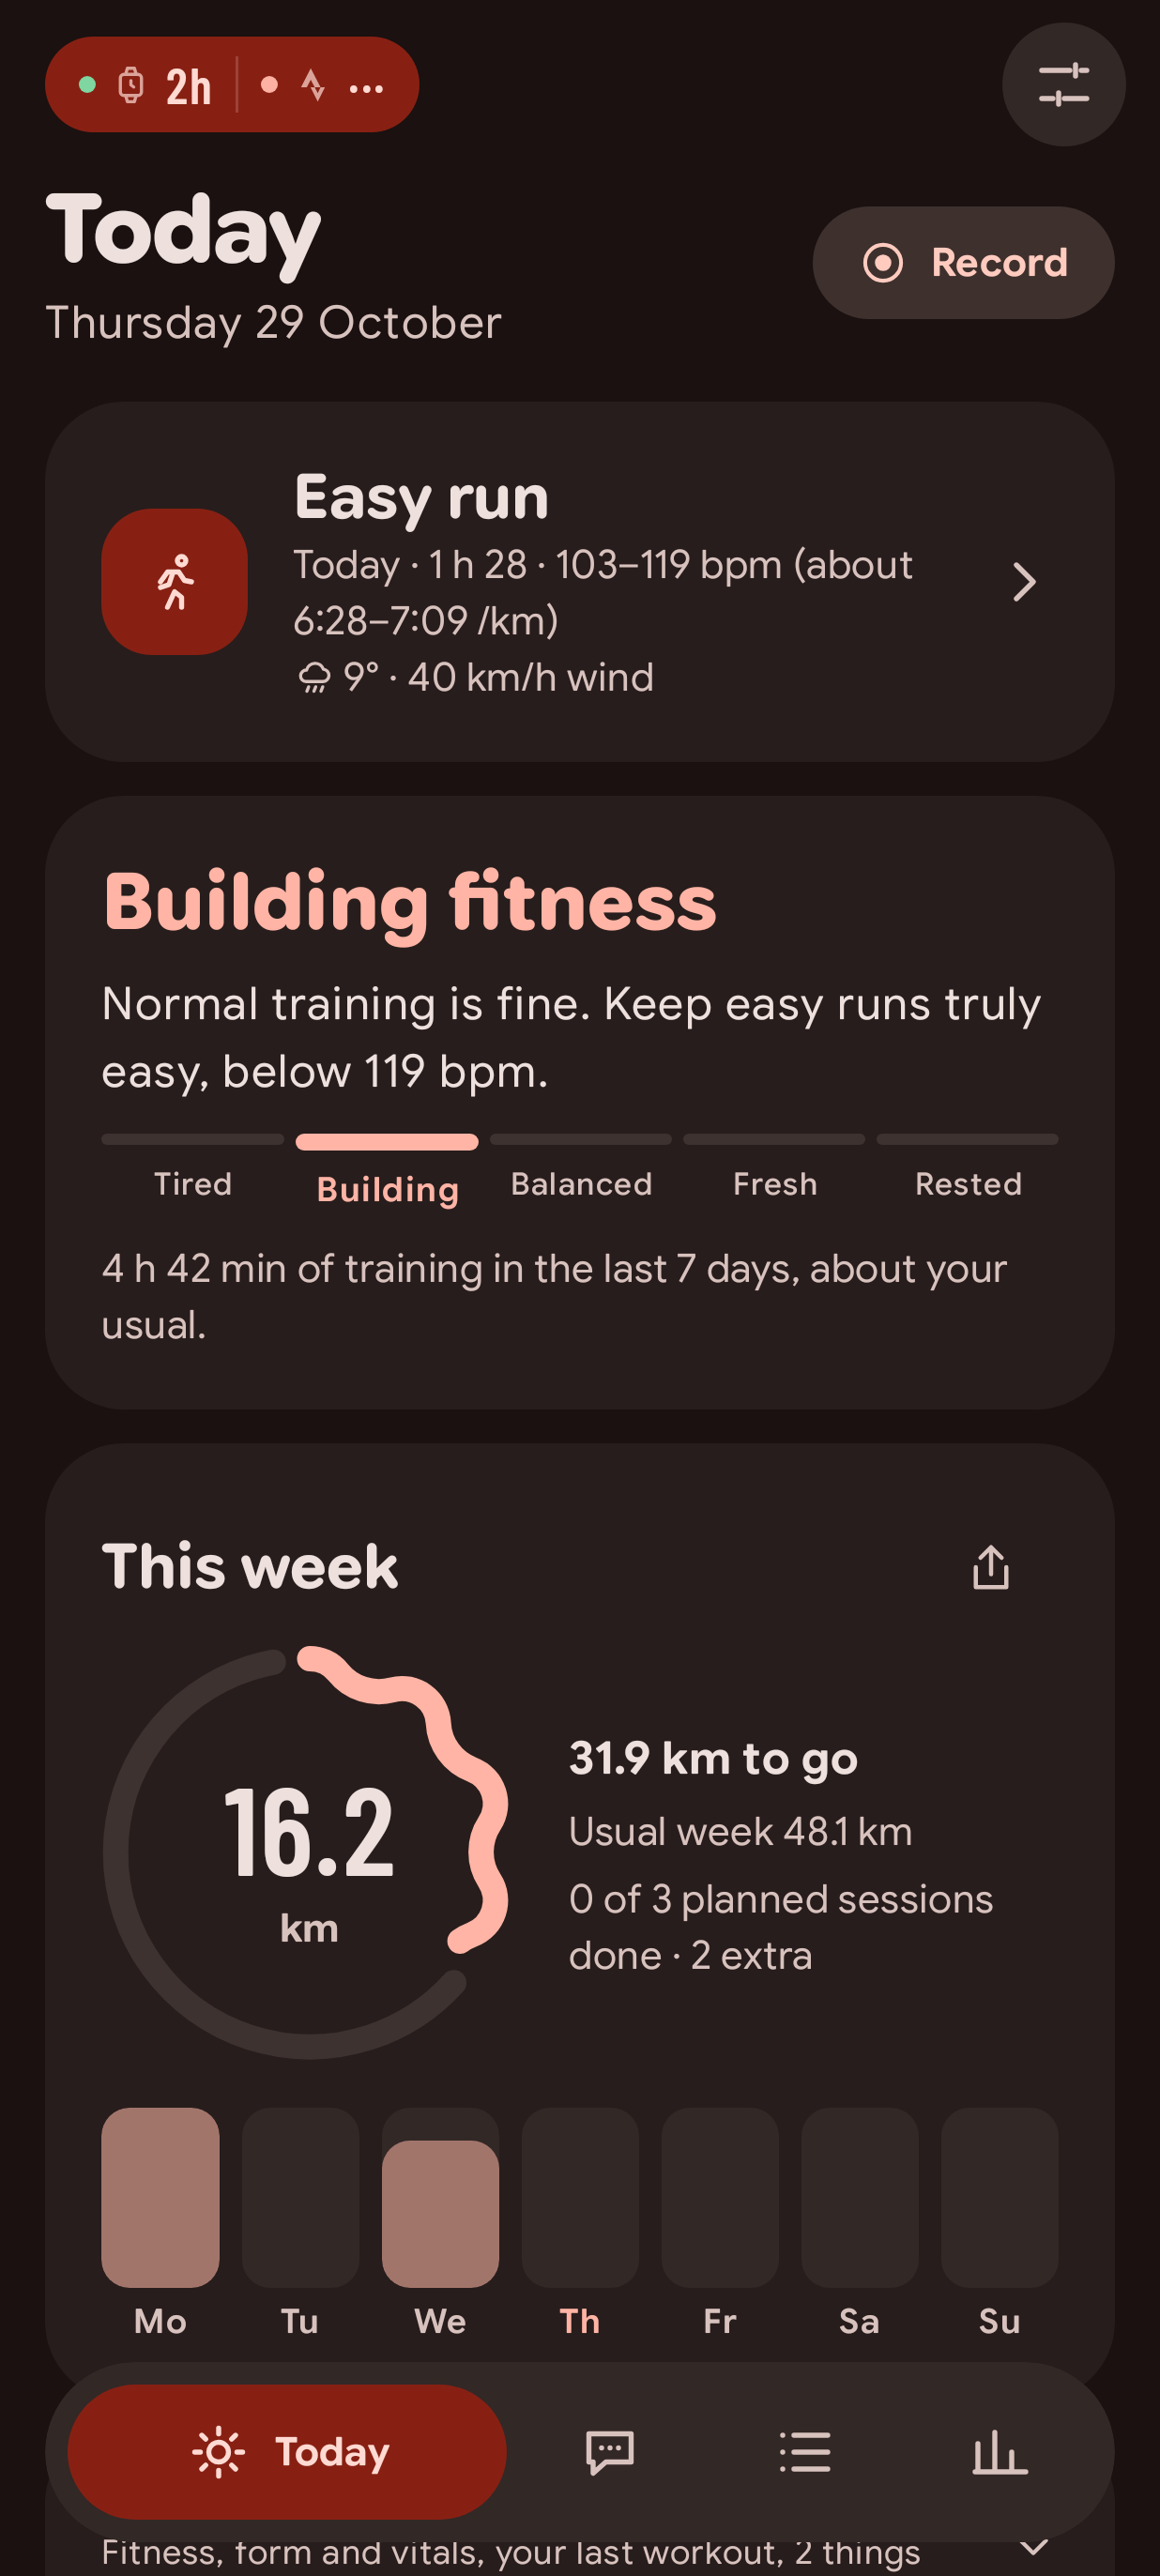 2h ...
Today
Thursday 29 October
Record
Easy run
Today · 1 h 28 · 103–119 bpm (about
6:28–7:09 /km)
9° · 40 km/h wind
Building fitness
Normal training is fine. Keep easy runs truly
easy, below 119 bpm.
Tired Building Balanced Fresh Rested
4 h 42 min of training in the last 7 days, about your
usual.
This week
16.2
km
31.9 km to go
Usual week 48.1 km
0 of 3 planned sessions
done · 2 extra
Mo Tu We Th Fr Sa Su
Today
Fitness, form and vitals, your last workout, 2 things